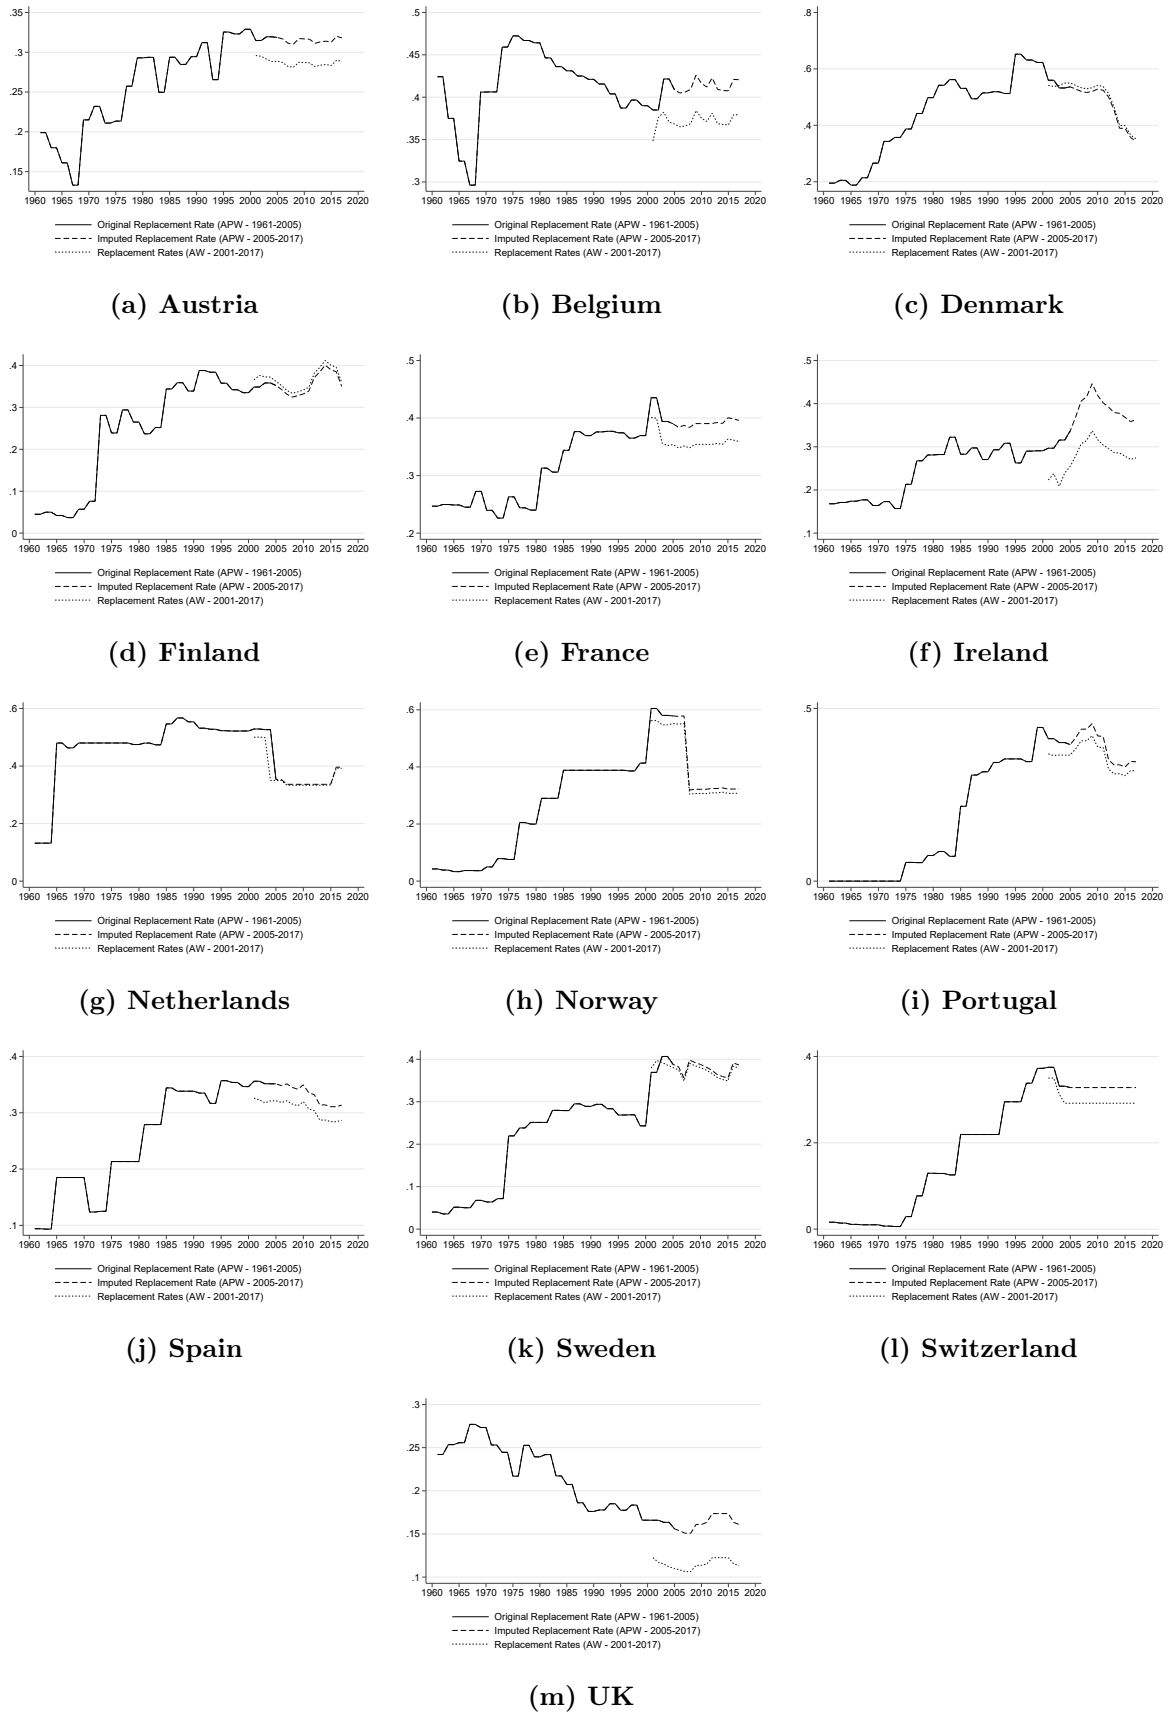 .35
.3
.25
.2
.15
1960 1965 1970 1975 1980 1985 1990 1995 2000 2005 2010 2015 2020
Original Replacement Rate (APW - 1961-2005)
Imputed Replacement Rate (APW - 2005-2017)
Replacement Rates (AW - 2001-2017)
(a) Austria
.5
.45
.4
.35
.3
1960 1965 1970 1975 1980 1985 1990 1995 2000 2005 2010 2015 2020
Original Replacement Rate (APW - 1961-2005)
Imputed Replacement Rate (APW - 2005-2017)
Replacement Rates (AW - 2001-2017)
(b) Belgium
.8
.6
.4
.2
1960 1965 1970 1975 1980 1985 1990 1995 2000 2005 2010 2015 2020
Original Replacement Rate (APW - 1961-2005)
Imputed Replacement Rate (APW - 2005-2017)
Replacement Rates (AW - 2001-2017)
(c) Denmark
.4
.3
.2
.1
0
1960 1965 1970 1975 1980 1985 1990 1995 2000 2005 2010 2015 2020
Original Replacement Rate (APW - 1961-2005)
Imputed Replacement Rate (APW - 2005-2017)
Replacement Rates (AW - 2001-2017)
(d) Finland
.5
.4
.3
.2
1960 1965 1970 1975 1980 1985 1990 1995 2000 2005 2010 2015 2020
Original Replacement Rate (APW - 1961-2005)
Imputed Replacement Rate (APW - 2005-2017)
Replacement Rates (AW - 2001-2017)
(e) France
.5
.4
.3
.2
.1
1960 1965 1970 1975 1980 1985 1990 1995 2000 2005 2010 2015 2020
Original Replacement Rate (APW - 1961-2005)
Imputed Replacement Rate (APW - 2005-2017)
Replacement Rates (AW - 2001-2017)
(f) Ireland
.6
.4
.2
0
1960 1965 1970 1975 1980 1985 1990 1995 2000 2005 2010 2015 2020
Original Replacement Rate (APW - 1961-2005)
Imputed Replacement Rate (APW - 2005-2017)
Replacement Rates (AW - 2001-2017)
(g) Netherlands
.6
.4
.2
0
1960 1965 1970 1975 1980 1985 1990 1995 2000 2005 2010 2015 2020
Original Replacement Rate (APW - 1961-2005)
Imputed Replacement Rate (APW - 2005-2017)
Replacement Rates (AW - 2001-2017)
(h) Norway
.5
0
1960 1965 1970 1975 1980 1985 1990 1995 2000 2005 2010 2015 2020
Original Replacement Rate (APW - 1961-2005)
Imputed Replacement Rate (APW - 2005-2017)
Replacement Rates (AW - 2001-2017)
(i) Portugal
.4
.3
.2
.1
1960 1965 1970 1975 1980 1985 1990 1995 2000 2005 2010 2015 2020
Original Replacement Rate (APW - 1961-2005)
Imputed Replacement Rate (APW - 2005-2017)
Replacement Rates (AW - 2001-2017)
(j) Spain
.4
.3
.2
.1
0
1960 1965 1970 1975 1980 1985 1990 1995 2000 2005 2010 2015 2020
Original Replacement Rate (APW - 1961-2005)
Imputed Replacement Rate (APW - 2005-2017)
Replacement Rates (AW - 2001-2017)
(k) Sweden
.4
.2
0
1960 1965 1970 1975 1980 1985 1990 1995 2000 2005 2010 2015 2020
Original Replacement Rate (APW - 1961-2005)
Imputed Replacement Rate (APW - 2005-2017)
Replacement Rates (AW - 2001-2017)
(l) Switzerland
.3
.25
.2
.15
.1
1960 1965 1970 1975 1980 1985 1990 1995 2000 2005 2010 2015 2020
Original Replacement Rate (APW - 1961-2005)
Imputed Replacement Rate (APW - 2005-2017)
Replacement Rates (AW - 2001-2017)
(m) UK